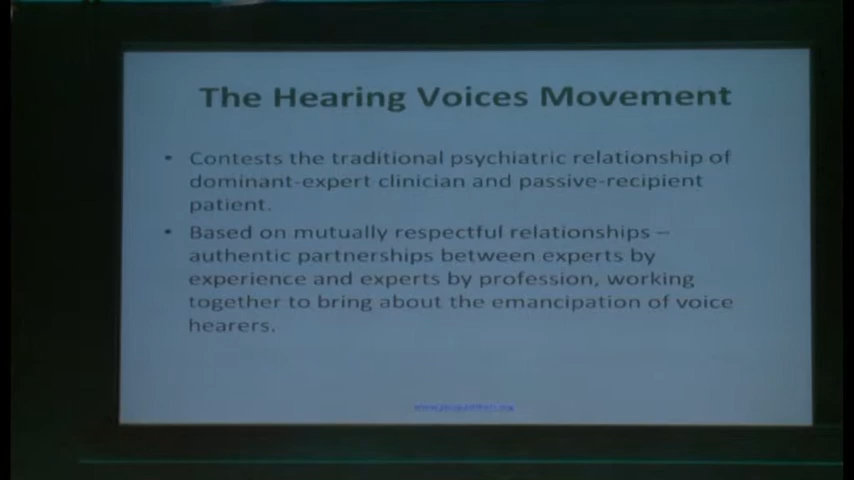 The Hearing Voices Movement
• Contests the traditional psychiatric relationship of
dominant-expert clinician and passive-recipient
patient.
• Based on mutually respectful relationships –
authentic partnerships between experts by
experience and experts by profession, working
together to bring about the emancipation of voice
hearers.